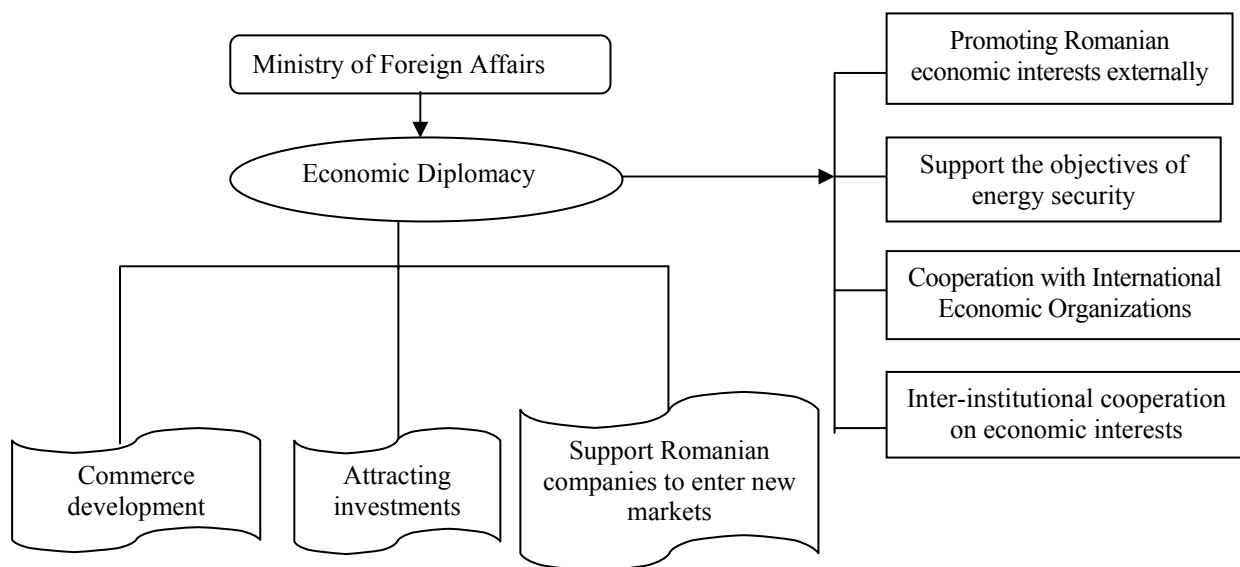 Ministry of Foreign Affairs
Economic Diplomacy
Promoting Romanian
economic interests externally
Support the objectives of
energy security
Cooperation with International
Economic Organizations
Inter-institutional cooperation
on economic interests
Commerce
development
Attracting
investments
Support Romanian
companies to enter new
markets